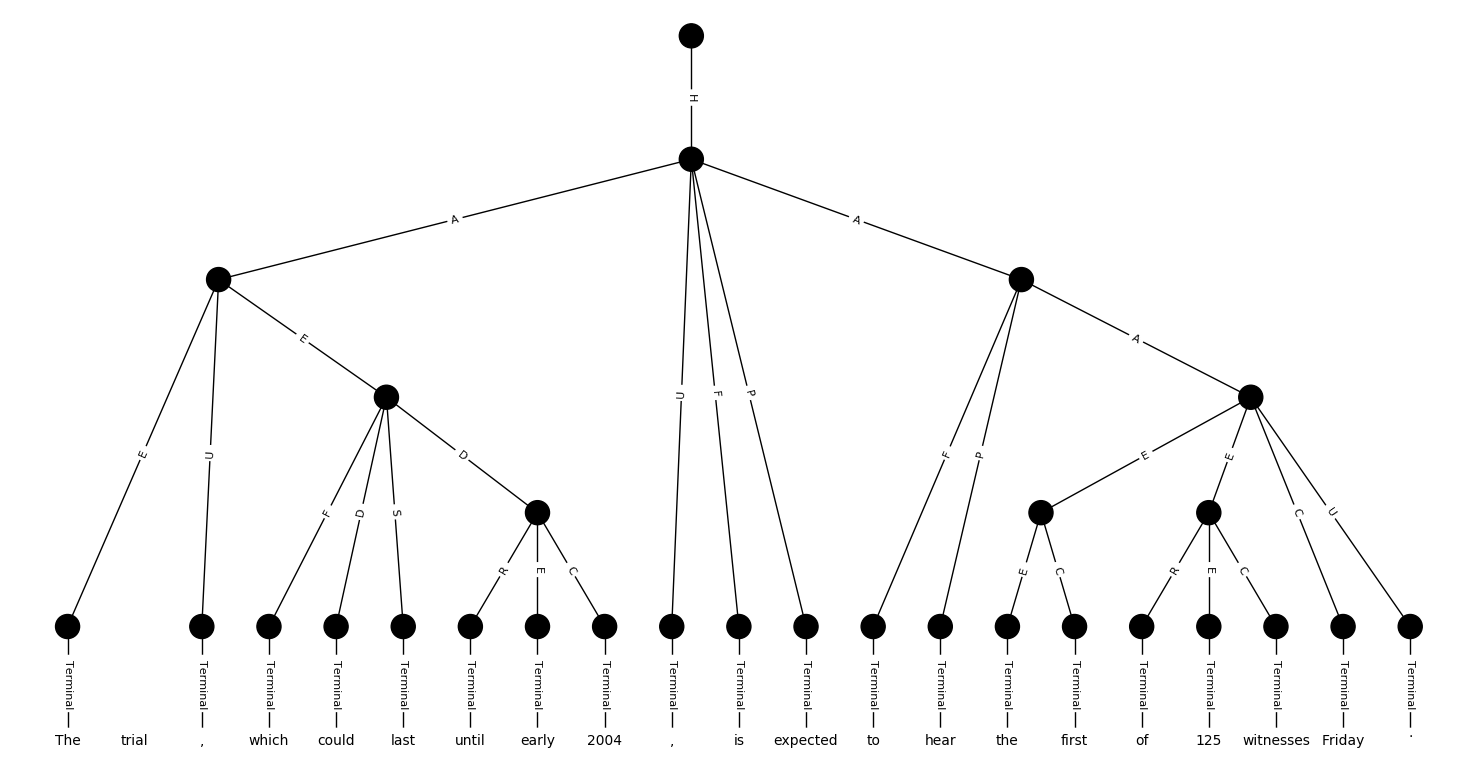 H
A A
E E A
E U U F P F P E E
F D S D C U
R E C E C R E C
Terminal Terminal Terminal Terminal Terminal Terminal Terminal Terminal Terminal Terminal Terminal Terminal Terminal Terminal Terminal Terminal Terminal Terminal Terminal Terminal
The trial , which could last until early 2004 , is expected to hear the first of 125 witnesses Friday .